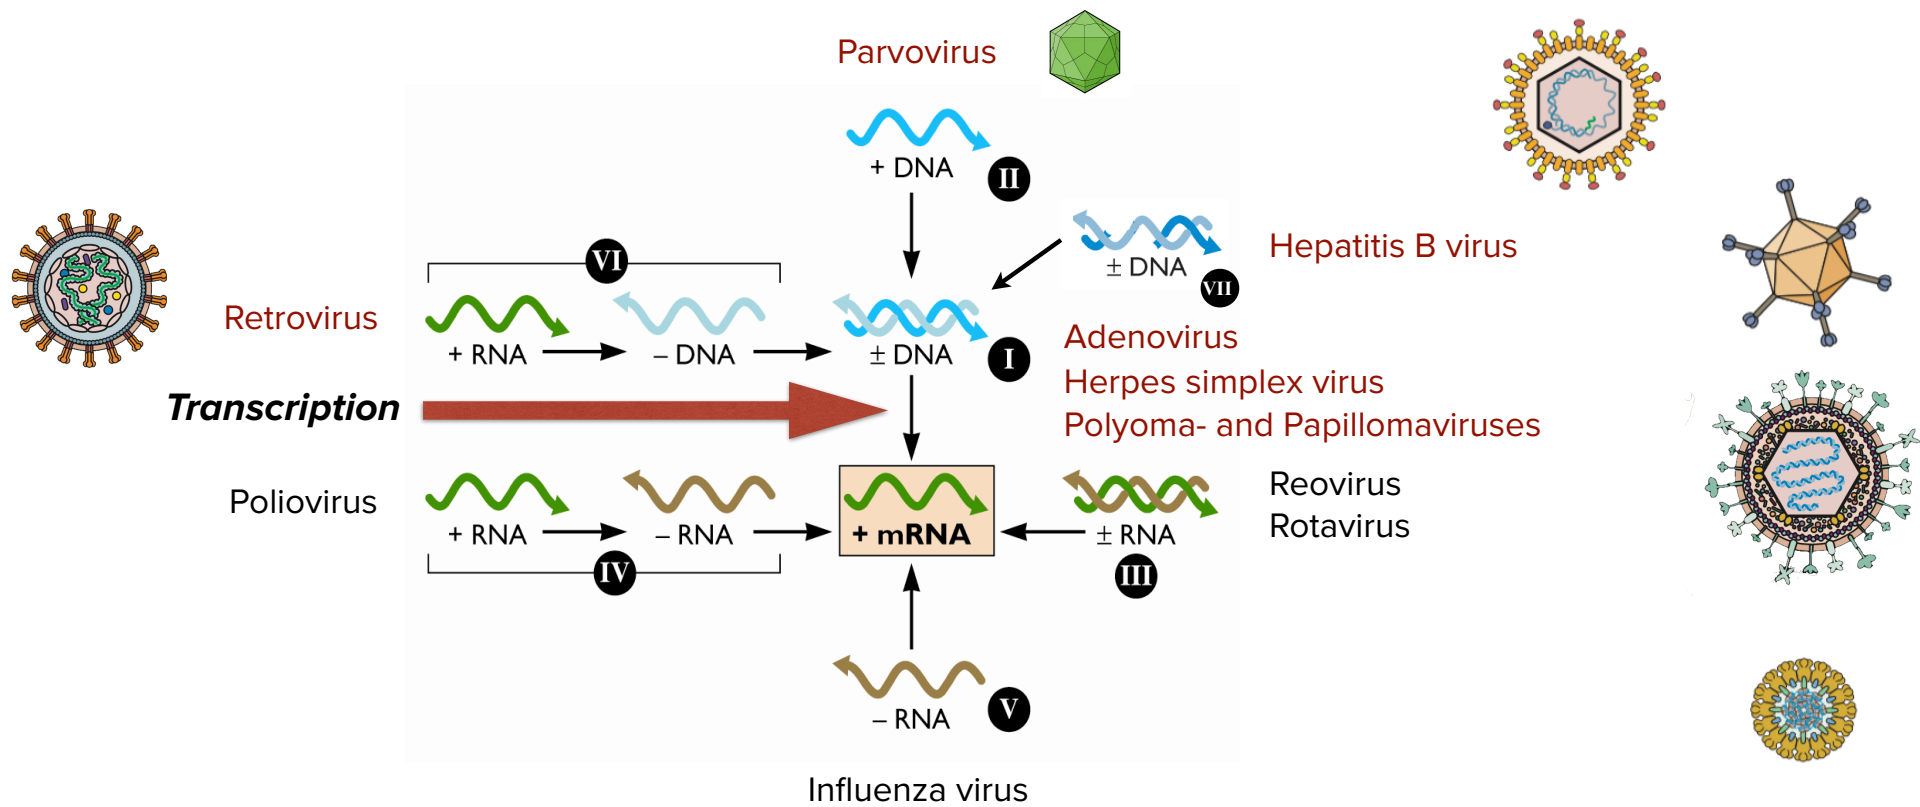 Parvovirus
+ DNA
II
± DNA
VII
Hepatitis B virus
VI
Retrovirus
+ RNA
– DNA
± DNA
I
Adenovirus
Herpes simplex virus
Polyoma- and Papillomaviruses
Transcription
Poliovirus
+ RNA
– RNA
IV
+ mRNA
± RNA
III
Reovirus
Rotavirus
– RNA
V
Influenza virus